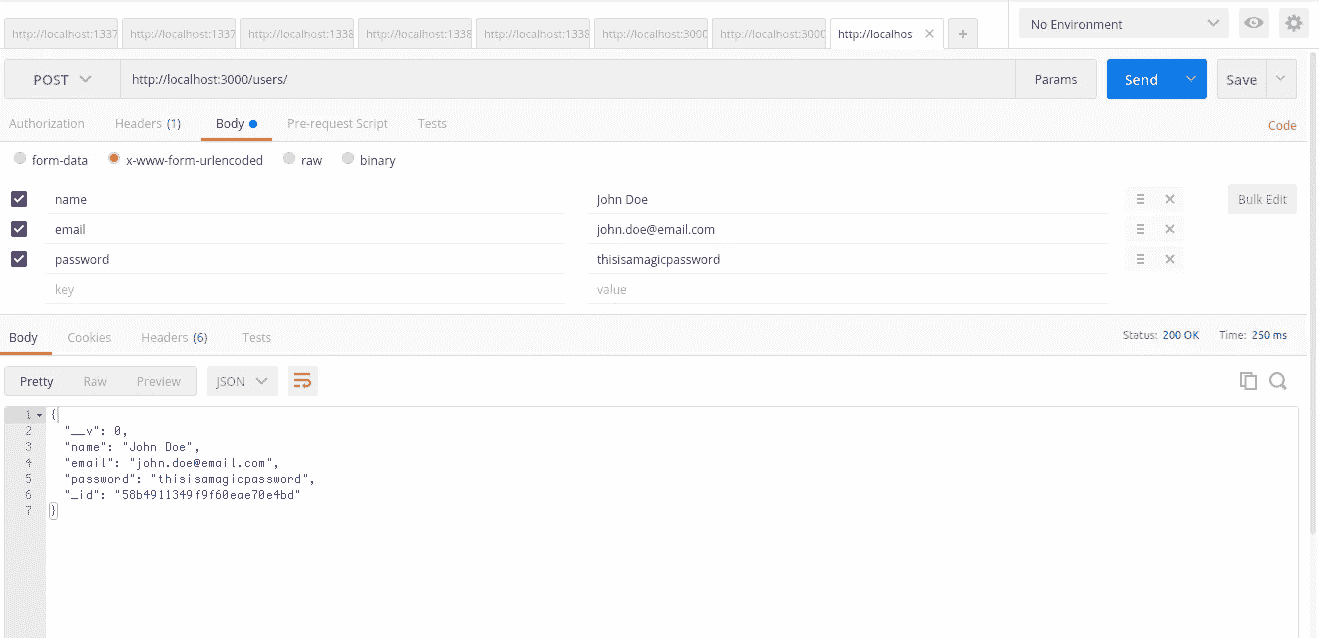 http://localhost:1337 http://localhost:1337 http://localhost:1338 http://localhost:1338 http://localhost:1338 http://localhost:3000 http://localhost:3000 http://localhos × + No Environment
POST http://localhost:3000/users/ Params Send Save
Authorization Headers (1) Body Pre-request Script Tests Code
form-data x-www-form-urlencoded raw binary
name John Doe Bulk Edit
email john.doe@email.com
password thisisamagicpassword
key value
Body Cookies Headers (6) Tests Status: 200 OK Time: 250 ms
Pretty Raw Preview JSON
1 {
2 "__v": 0,
3 "name": "John Doe",
4 "email": "john.doe@email.com",
5 "password": "thisisamagicpassword",
6 "_id": "58b4911349f9f60eae70e4bd"
7 }